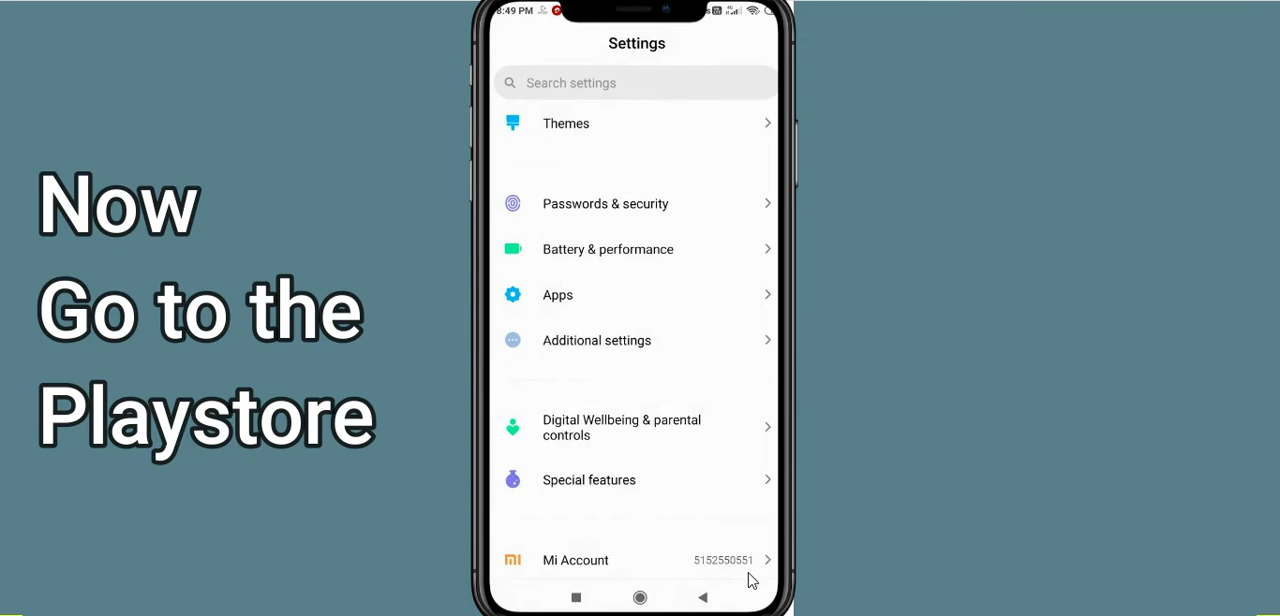 Now
Go to the
Playstore
8:49 PM
Settings
Search settings
Themes
Passwords & security
Battery & performance
Apps
Additional settings
Digital Wellbeing & parental
controls
Special features
Mi Account 5152550551